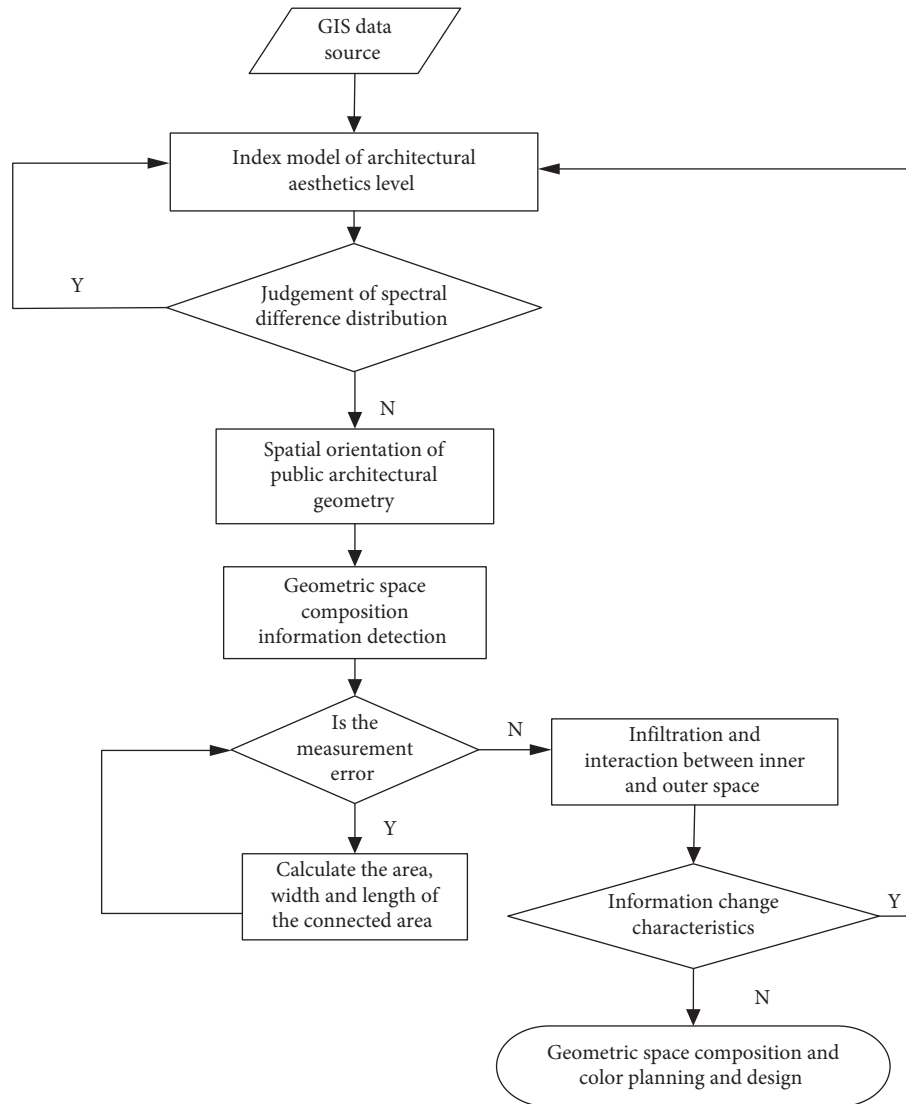 GIS data
source
Index model of architectural
aesthetics level
Y
Judgement of spectral
difference distribution
N
Spatial orientation of
public architectural
geometry
Geometric space
composition
information detection
Is the
measurement
error
N
Infiltration and
interaction between inner
and outer space
Y
Calculate the area,
width and length of
the connected area
Information change
characteristics
Y
N
Geometric space composition and
color planning and design